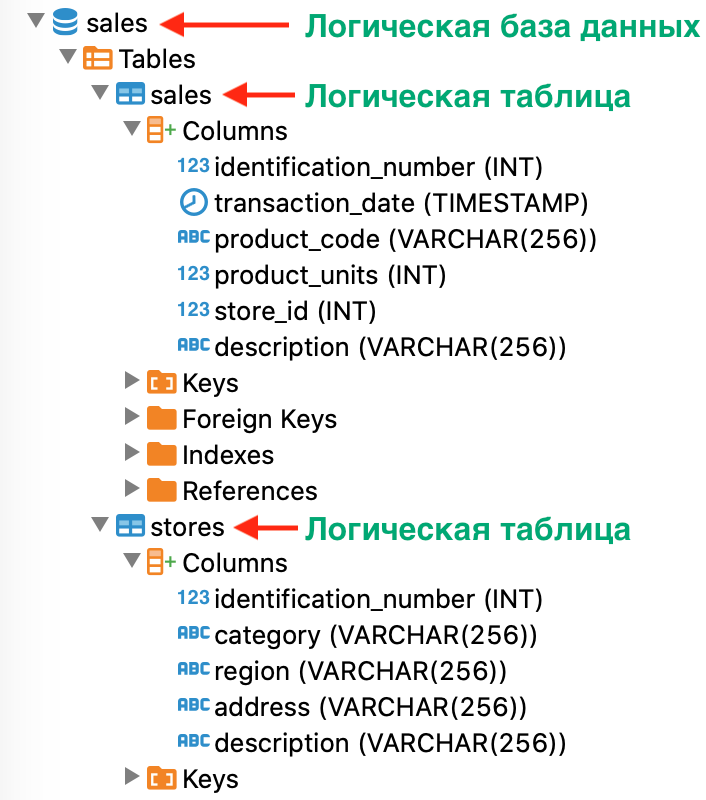 sales Логическая база данных
Tables
sales Логическая таблица
Columns
123 identification_number (INT)
transaction_date (TIMESTAMP)
ABC product_code (VARCHAR(256))
123 product_units (INT)
123 store_id (INT)
ABC description (VARCHAR(256))
Keys
Foreign Keys
Indexes
References
stores Логическая таблица
Columns
123 identification_number (INT)
ABC category (VARCHAR(256))
ABC region (VARCHAR(256))
ABC address (VARCHAR(256))
ABC description (VARCHAR(256))
Keys